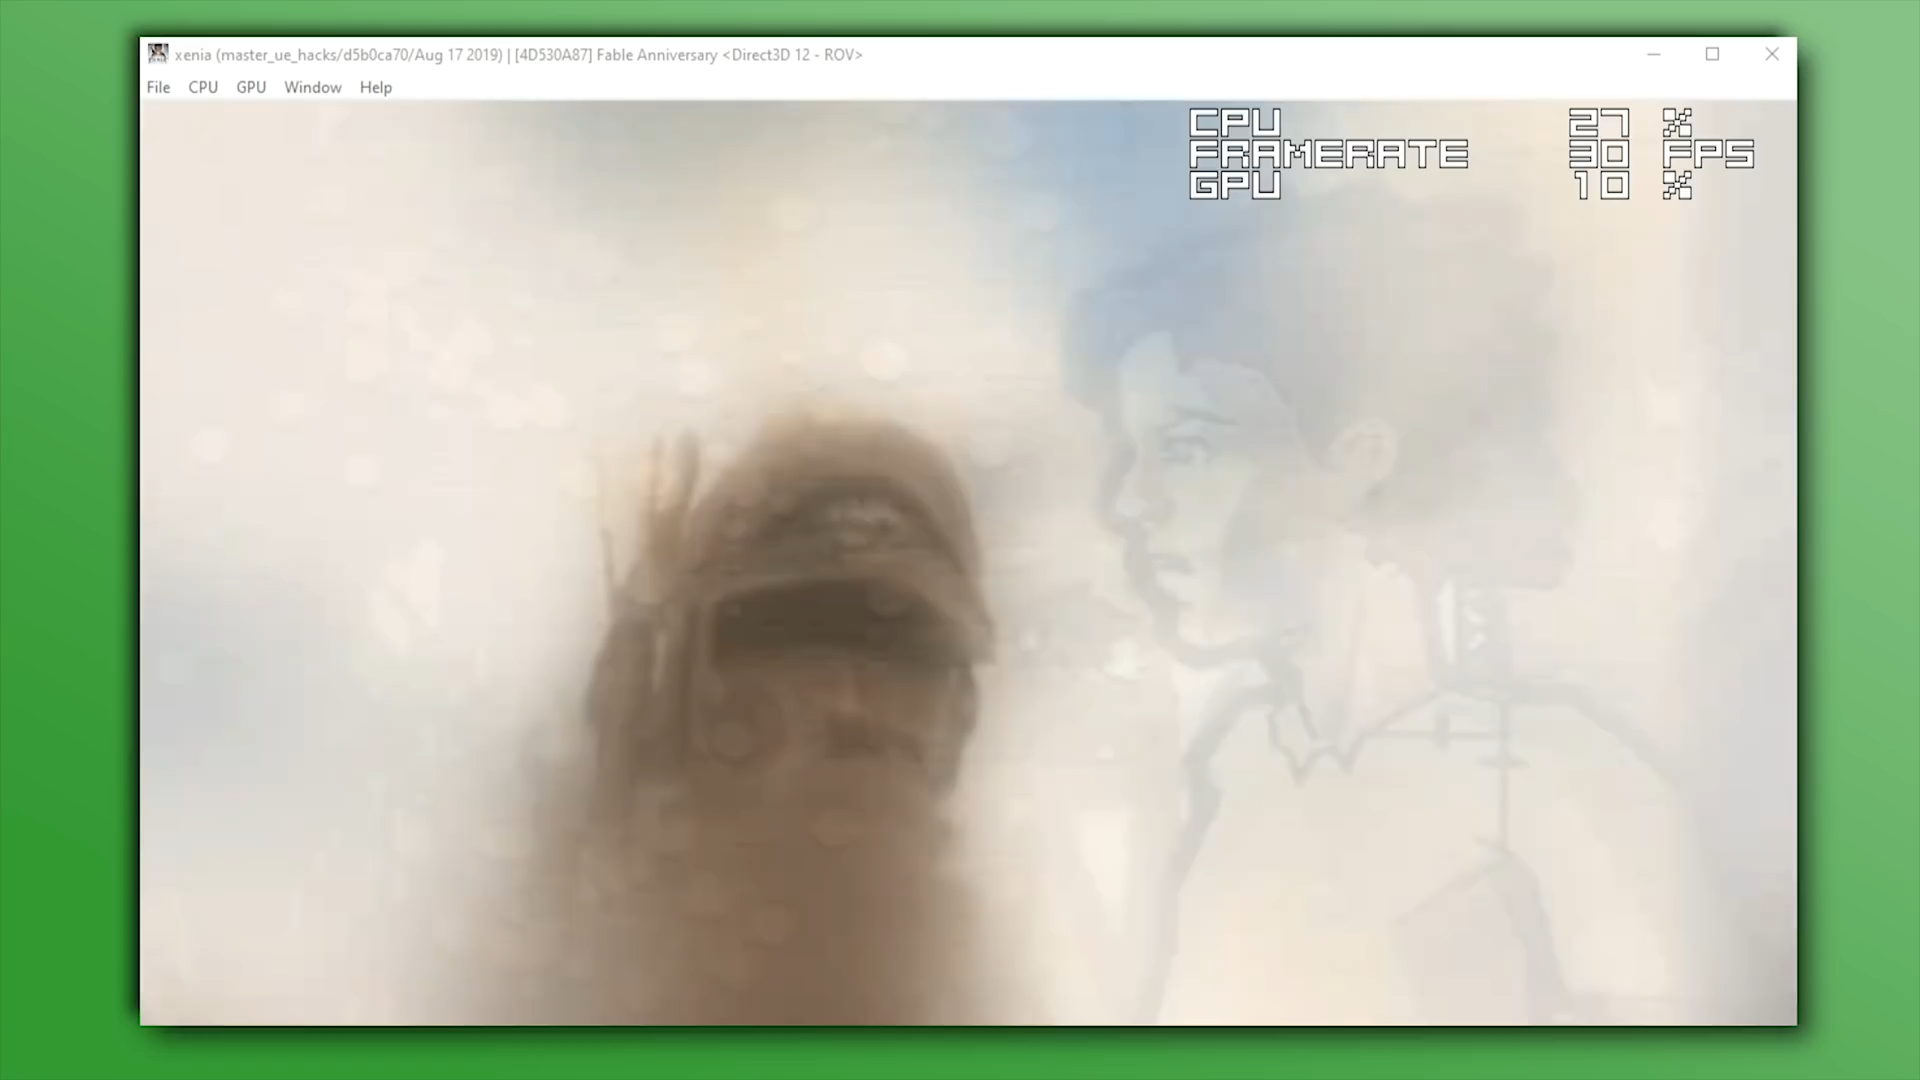 xenia (master_ue_hacks/d5b0ca70/Aug 17 2019) | [4D530A87] Fable Anniversary <Direct3D 12 - ROV>
File CPU GPU Window Help
CPU 27 %
FRAMERATE 30 FPS
GPU 10 %